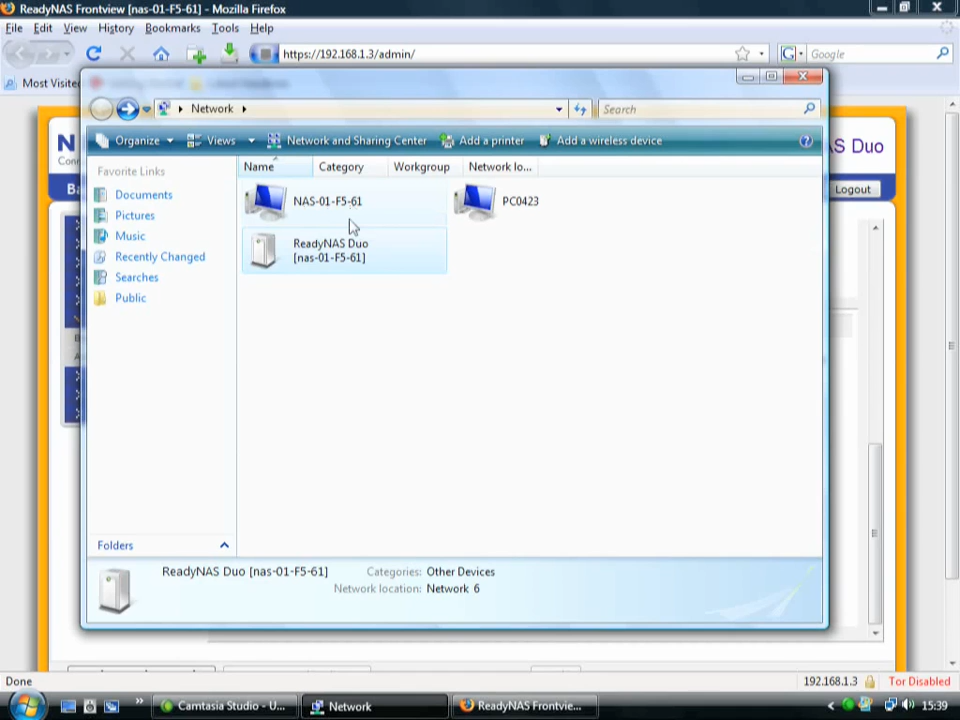 ReadyNAS Frontview [nas-01-F5-61] - Mozilla Firefox
File Edit View History Bookmarks Tools Help
https://192.168.1.3/admin/
Google
Most Visited
Network
Search
Organize Views Network and Sharing Center Add a printer Add a wireless device
S Duo
Name Category Workgroup Network lo...
Favorite Links
Logout
Documents
Pictures
Music
Recently Changed
Searches
Public
NAS-01-F5-61
PC0423
ReadyNAS Duo
[nas-01-F5-61]
Folders
ReadyNAS Duo [nas-01-F5-61] Categories: Other Devices
Network location: Network 6
Done
192.168.1.3
Tor Disabled
Camtasia Studio - U...
Network
ReadyNAS Frontvie...
15:39